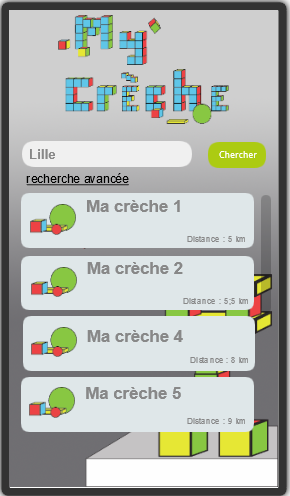 My
crèche
Lille
Chercher
recherche avancée
Ma crèche 1
Distance : 5 km
Ma crèche 2
Distance : 5,5 km
Ma crèche 4
Distance : 8 km
Ma crèche 5
Distance : 9 km